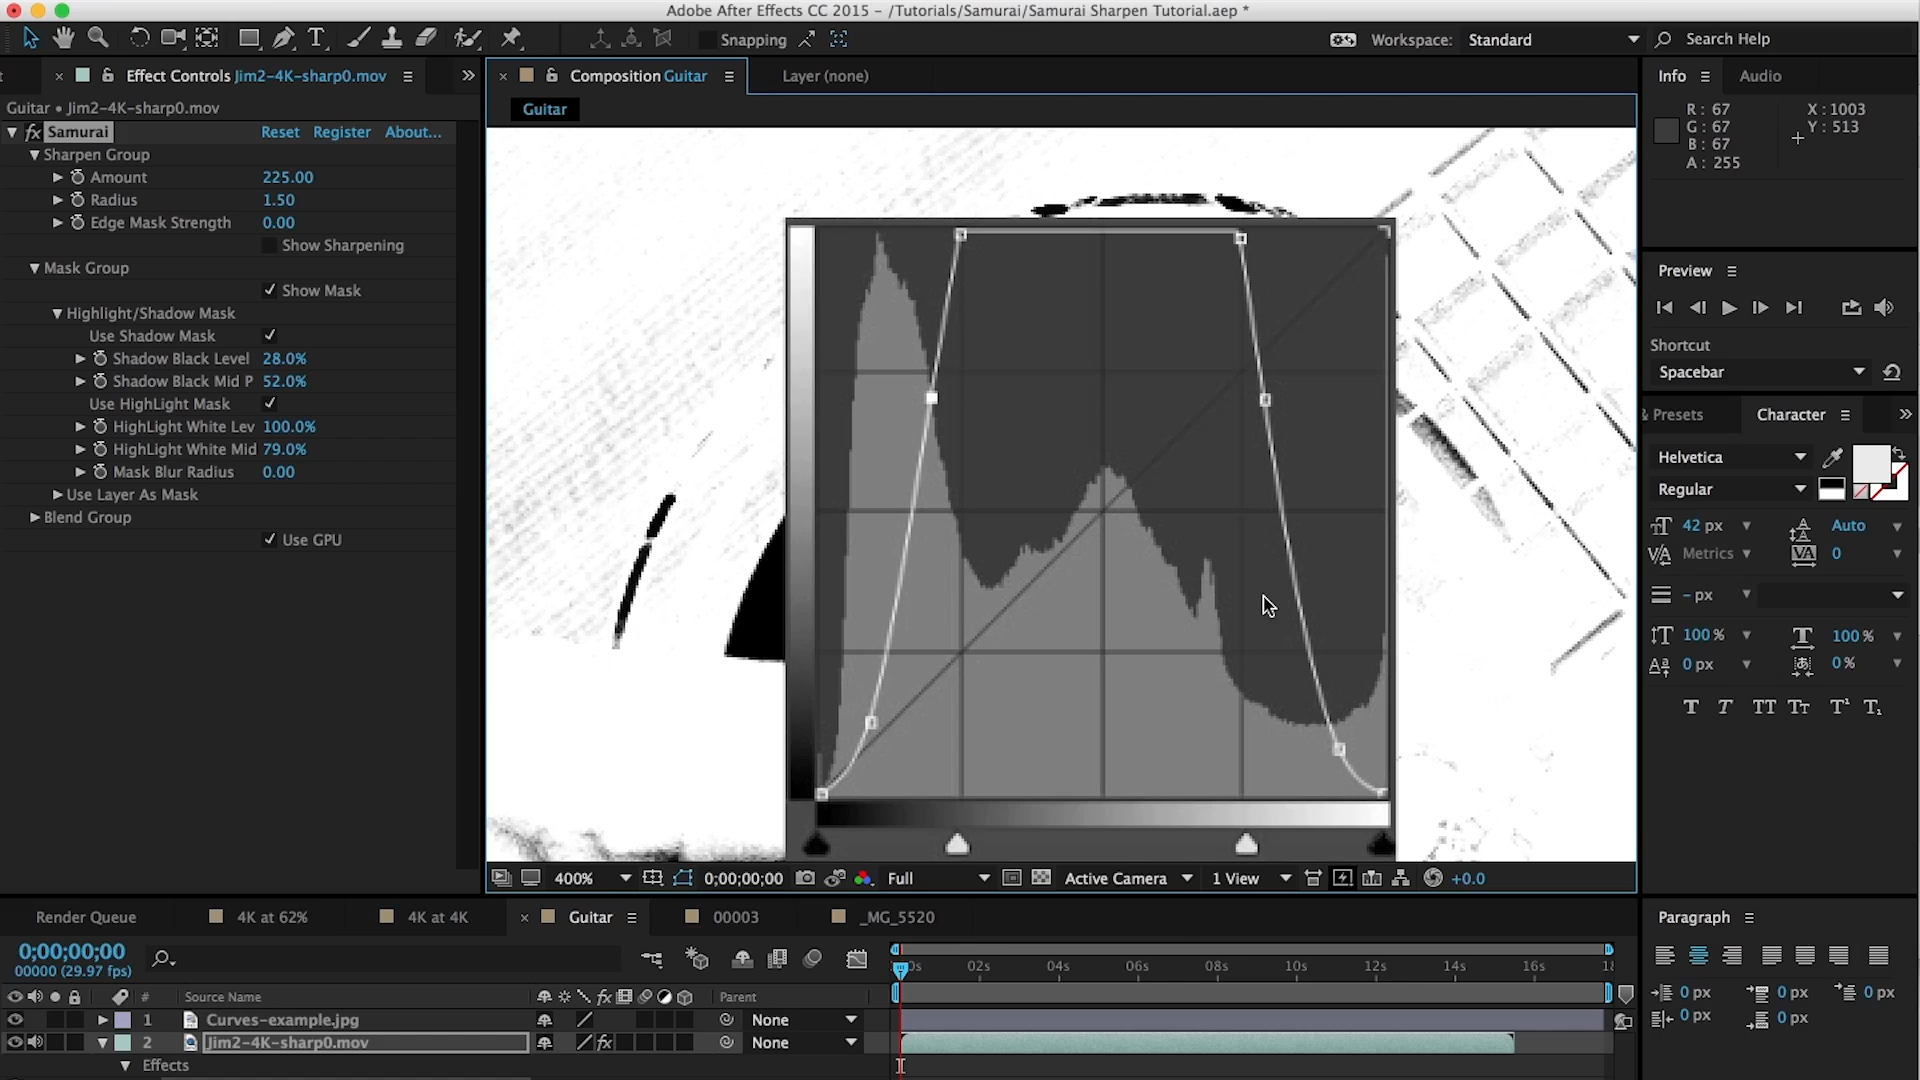 Adobe After Effects CC 2015 - /Tutorials/Samurai/Samurai Sharpen Tutorial.aep *
Snapping
Workspace: Standard
Search Help
Effect Controls Jim2-4K-sharp0.mov
Composition Guitar
Layer (none)
Info
Audio
Guitar • Jim2-4K-sharp0.mov
Guitar
R: 67
G: 67
B: 67
A: 255
X: 1003
Y: 513
fx Samurai Reset Register About...
Sharpen Group
Amount 225.00
Radius 1.50
Edge Mask Strength 0.00
Show Sharpening
Mask Group
Show Mask
Highlight/Shadow Mask
Use Shadow Mask
Shadow Black Level 28.0%
Shadow Black Mid P 52.0%
Use HighLight Mask
HighLight White Lev 100.0%
HighLight White Mid 79.0%
Mask Blur Radius 0.00
Use Layer As Mask
Blend Group
Use GPU
Preview
Shortcut
Spacebar
& Presets
Character
Helvetica
Regular
42 px
Auto
Metrics
0
- px
100 %
100 %
0 px
0 %
T T TT Tт T¹ T₁
400%
0;00;00;00
Full
Active Camera
1 View
+0.0
Render Queue
4K at 62%
4K at 4K
Guitar
00003
_MG_5520
Paragraph
0;00;00;00
00000 (29.97 fps)
02s 04s 06s 08s 10s 12s 14s 16s
# Source Name
fx
Parent
1 Curves-example.jpg
None
2 Jim2-4K-sharp0.mov
fx
None
Effects
0 px
0 px
0 px
0 px
0 px